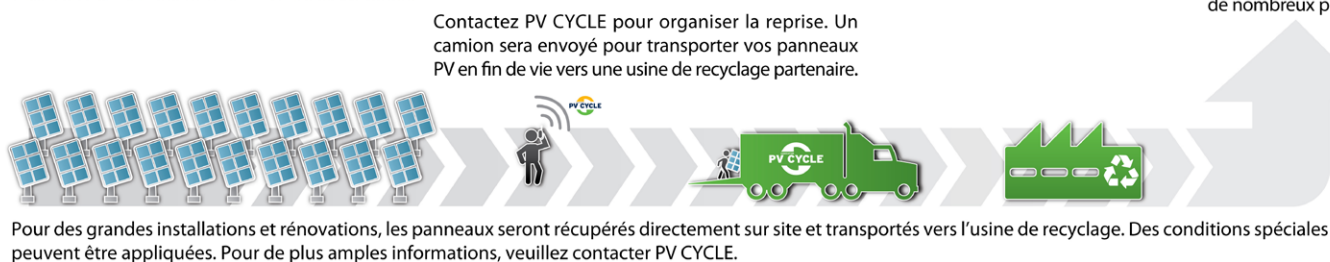 de nombreux p
Contactez PV CYCLE pour organiser la reprise. Un
camion sera envoyé pour transporter vos panneaux
PV en fin de vie vers une usine de recyclage partenaire.
PV CYCLE
PV CYCLE
Pour des grandes installations et rénovations, les panneaux seront récupérés directement sur site et transportés vers l'usine de recyclage. Des conditions spéciales
peuvent être appliquées. Pour de plus amples informations, veuillez contacter PV CYCLE.